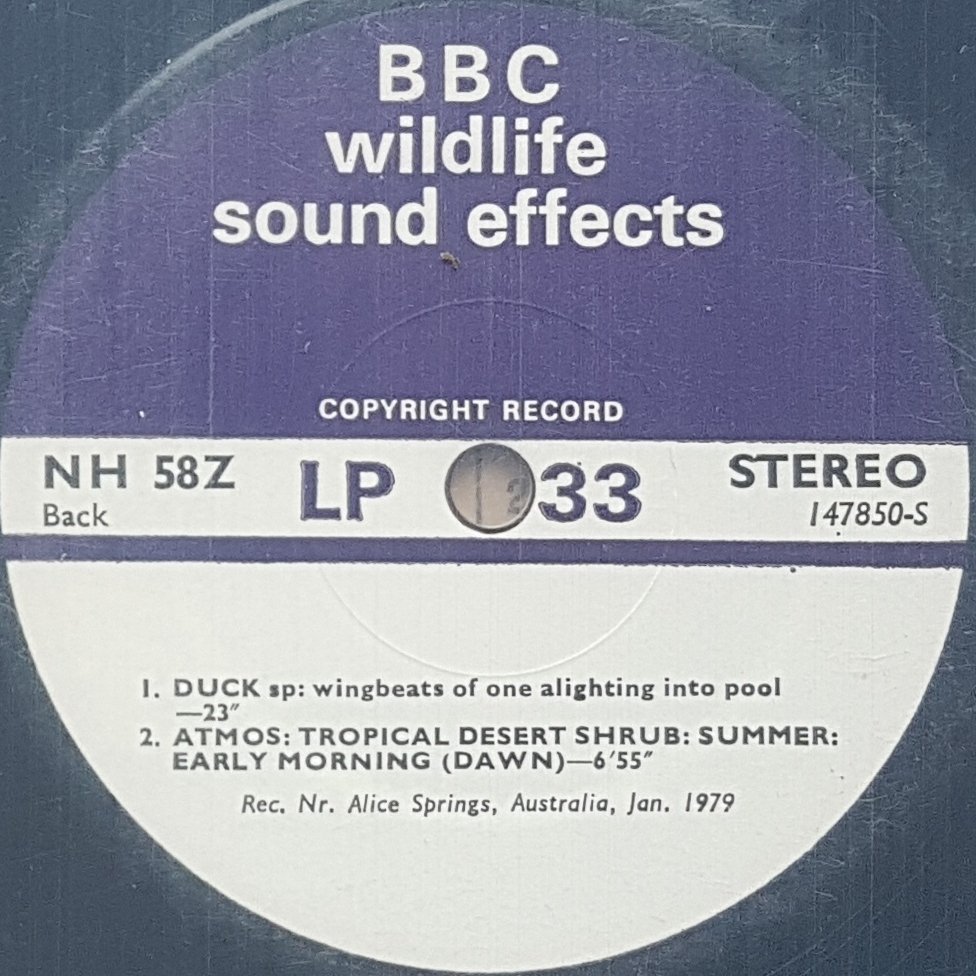 BBC
wildlife
sound effects
COPYRIGHT RECORD
NH 58Z LP 33 STEREO
Back 147850-S
1. DUCK sp: wingbeats of one alighting into pool
—23″
2. ATMOS: TROPICAL DESERT SHRUB: SUMMER:
EARLY MORNING (DAWN)—6′55″
Rec. Nr. Alice Springs, Australia, Jan. 1979